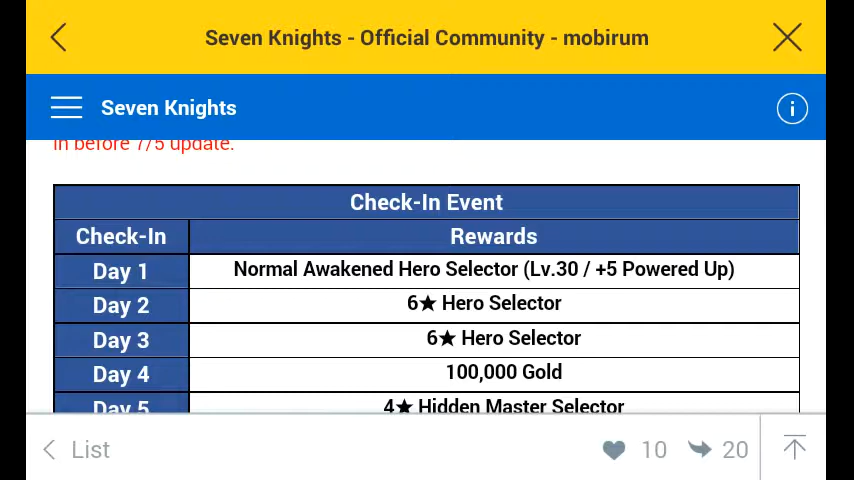 Seven Knights - Official Community - mobirum
Seven Knights
in before 7/5 update.
Check-In Event
Check-In Rewards
Day 1 Normal Awakened Hero Selector (Lv.30 / +5 Powered Up)
Day 2 6★ Hero Selector
Day 3 6★ Hero Selector
Day 4 100,000 Gold
Day 5 4★ Hidden Master Selector
List 10 20